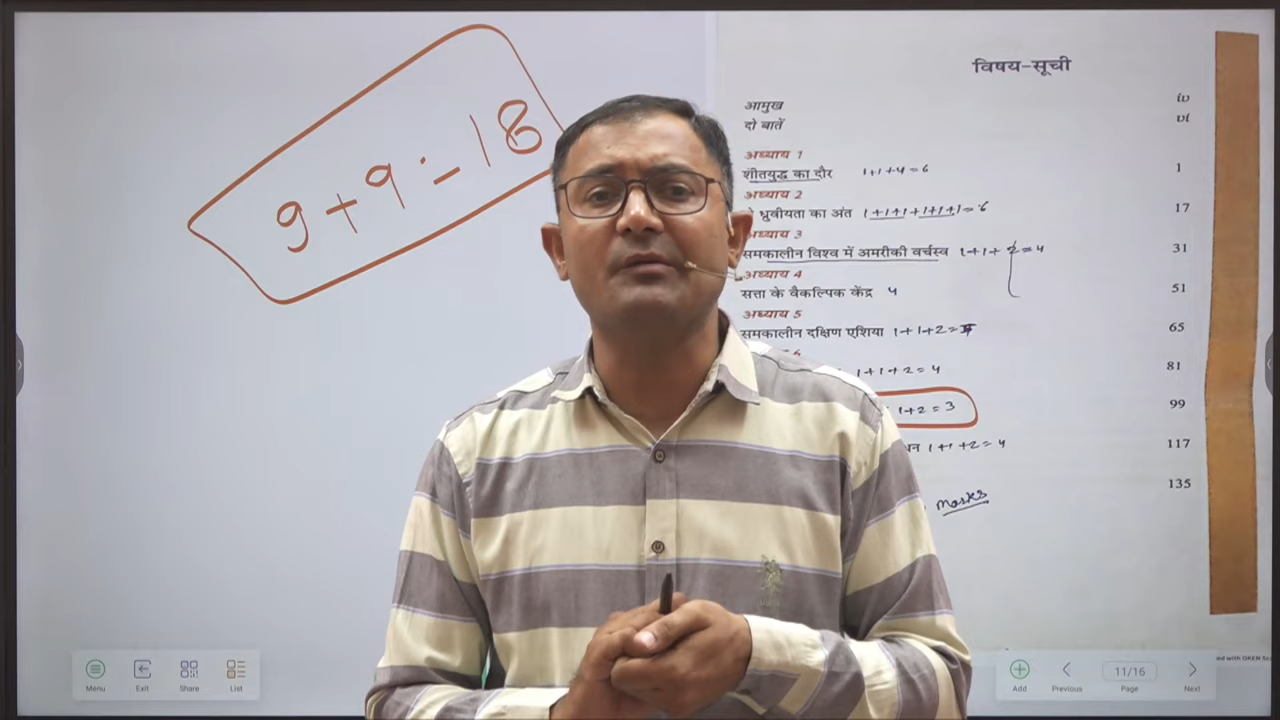 9+9=18
विषय-सूची
आमुख iv
दो बातें vi
अध्याय 1
शीतयुद्ध का दौर 1+1+4=6 1
अध्याय 2
ध्रुवीयता का अंत 1+1+1+1+1+1=6 17
अध्याय 3
समकालीन विश्व में अमरीकी वर्चस्व 1+1+2=4 31
अध्याय 4
सत्ता के वैकल्पिक केंद्र 4 51
अध्याय 5
समकालीन दक्षिण एशिया 1+1+2= 65
6
1+1+2=4 81
1+2=3 99
1+1+2=4 117
135
Marks
Menu Exit Share List
Add Previous 11/16 Page Next